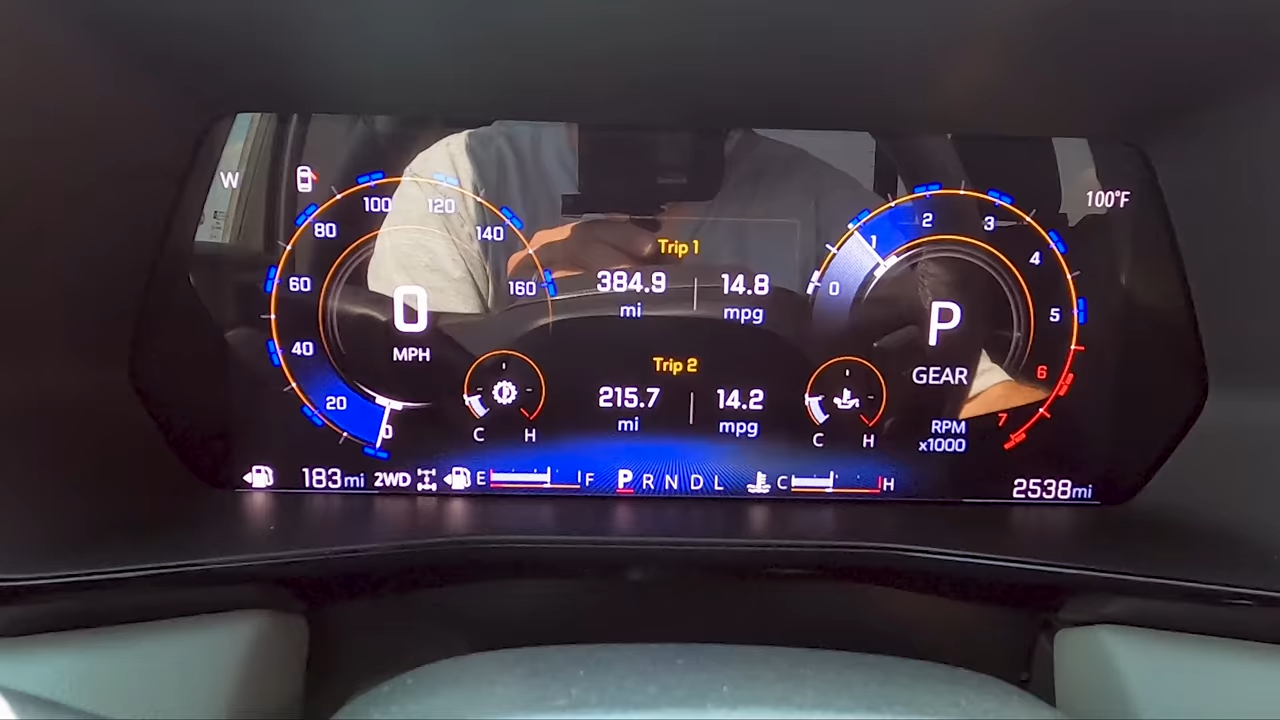 W
100°F
0 20 40 60 80 100 120 140 160
0
MPH
Trip 1
384.9 mi | 14.8 mpg
Trip 2
215.7 mi | 14.2 mpg
C H
C H
0 1 2 3 4 5 6 7
P
GEAR
RPM
x1000
183mi 2WD E F P R N D L C H 2538mi